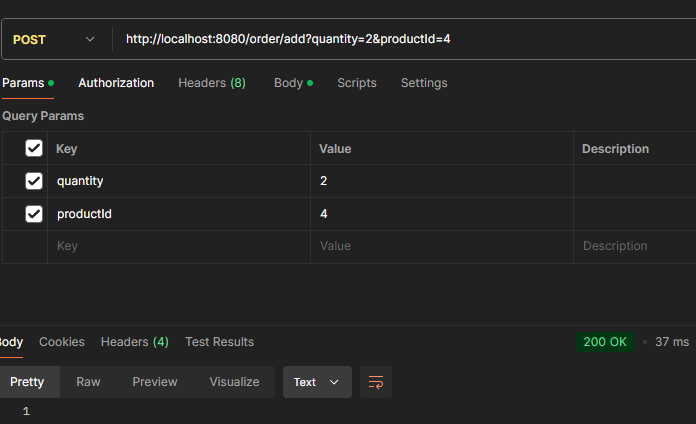 POST http://localhost:8080/order/add?quantity=2&productId=4
Params Authorization Headers (8) Body Scripts Settings
Query Params
Key Value Description
quantity 2
productId 4
Key Value Description
Body Cookies Headers (4) Test Results 200 OK 37 ms
Pretty Raw Preview Visualize Text
1